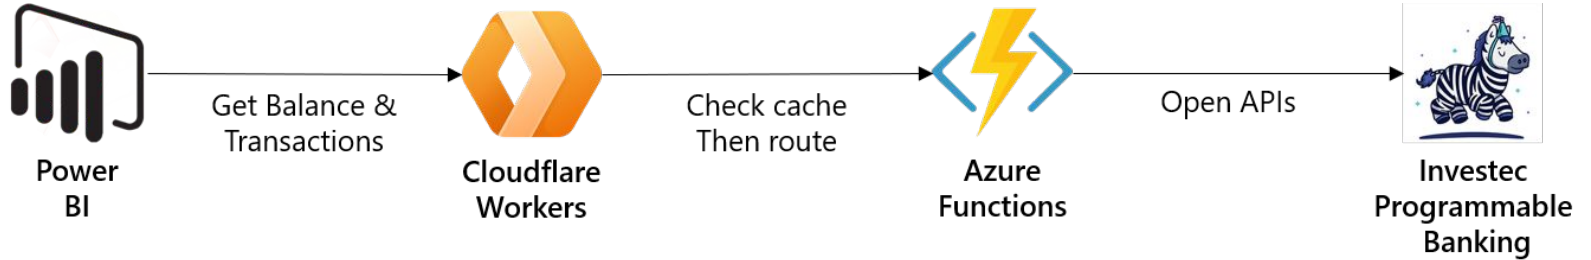 Get Balance &
Transactions
Check cache
Then route
Open APIs
Power
BI
Cloudflare
Workers
Azure
Functions
Investec
Programmable
Banking